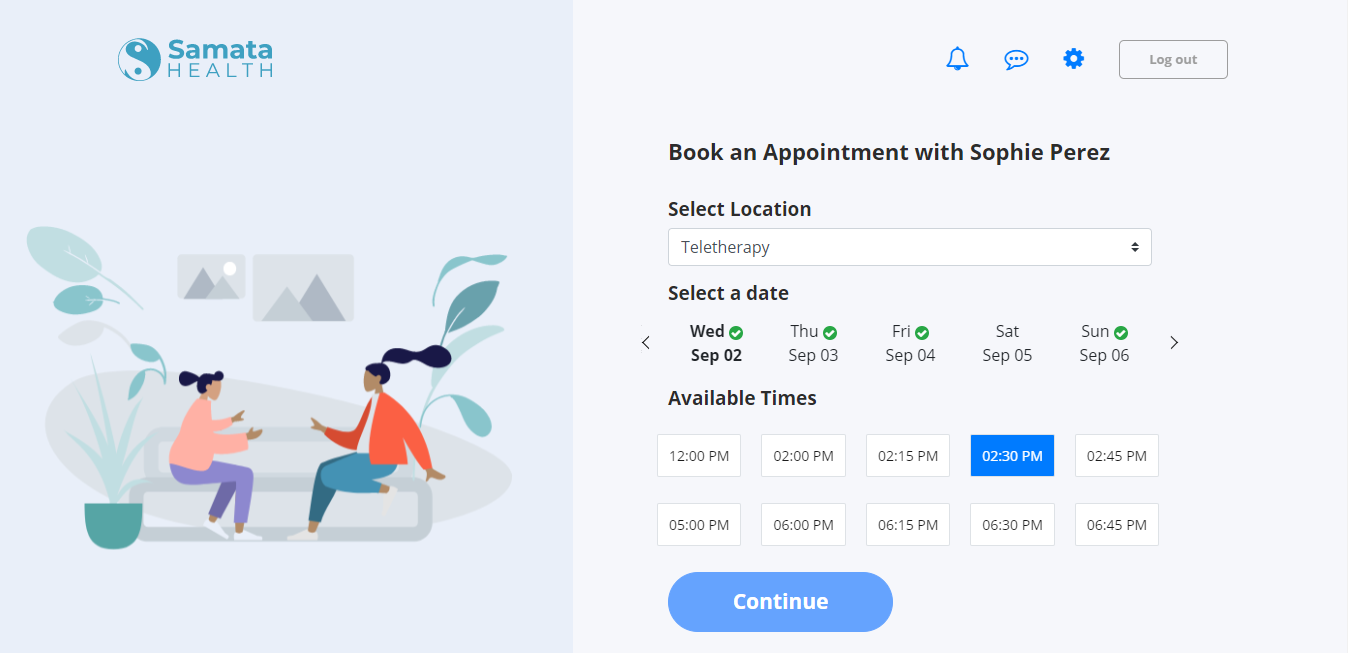 Samata
HEALTH
Log out
Book an Appointment with Sophie Perez
Select Location
Teletherapy
Select a date
Wed Thu Fri Sat Sun
Sep 02 Sep 03 Sep 04 Sep 05 Sep 06
Available Times
12:00 PM 02:00 PM 02:15 PM 02:30 PM 02:45 PM
05:00 PM 06:00 PM 06:15 PM 06:30 PM 06:45 PM
Continue